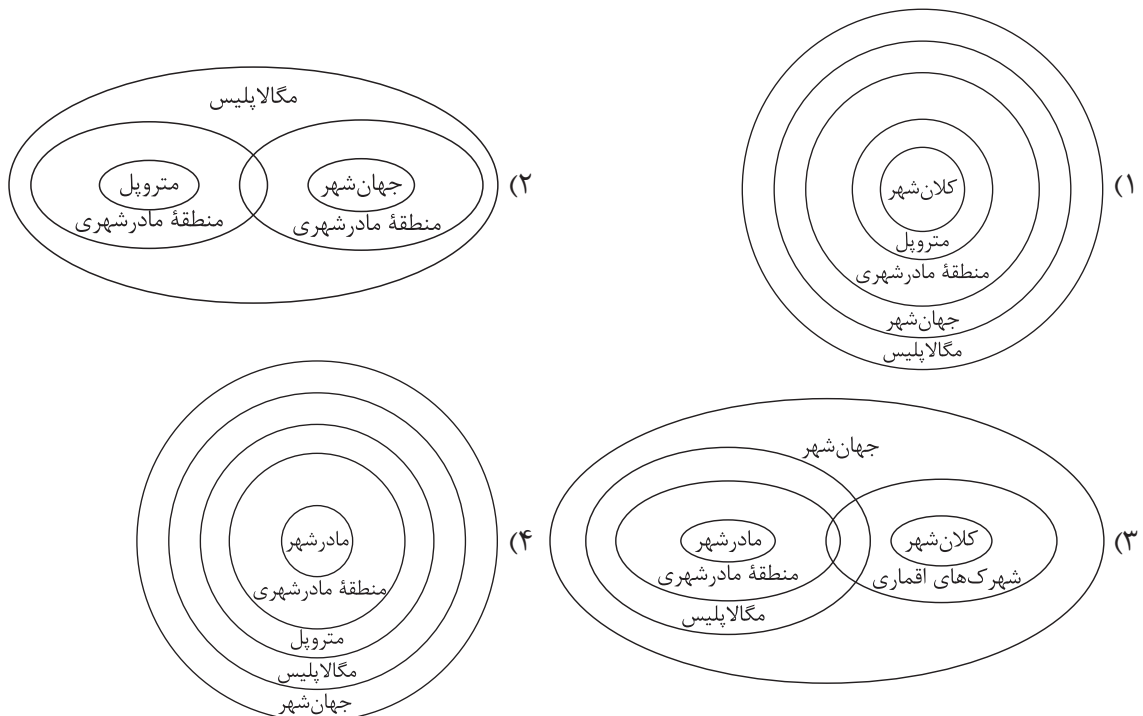 ۱)
کلان‌شهر
متروپل
منطقهٔ مادرشهری
جهان‌شهر
مگالاپلیس
۲)
مگالاپلیس
جهان‌شهر
منطقهٔ مادرشهری
متروپل
منطقهٔ مادرشهری
۳)
جهان‌شهر
کلان‌شهر
شهرک‌های اقماری
مادرشهر
منطقهٔ مادرشهری
مگالاپلیس
۴)
مادرشهر
منطقهٔ مادرشهری
متروپل
مگالاپلیس
جهان‌شهر